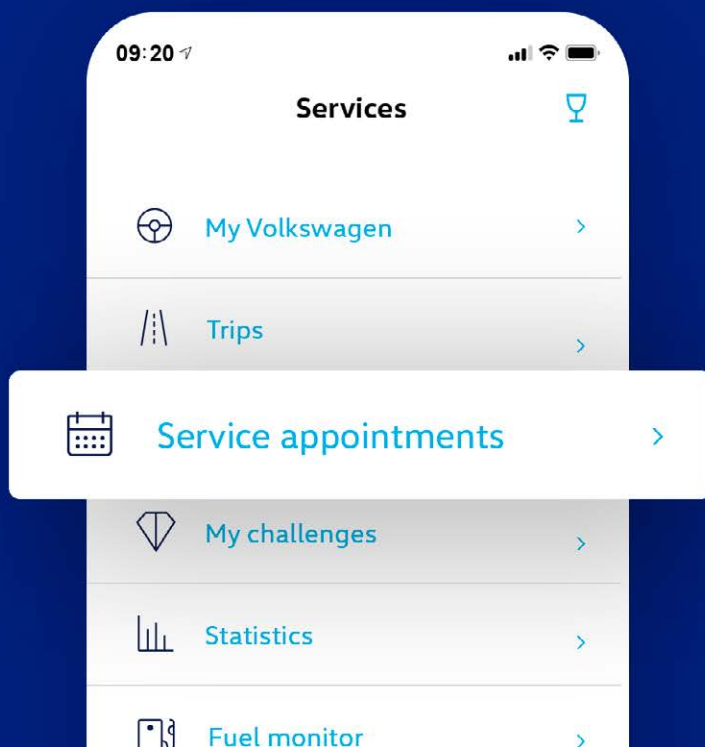 09:20
Services
My Volkswagen
Trips
Service appointments
My challenges
Statistics
Fuel monitor